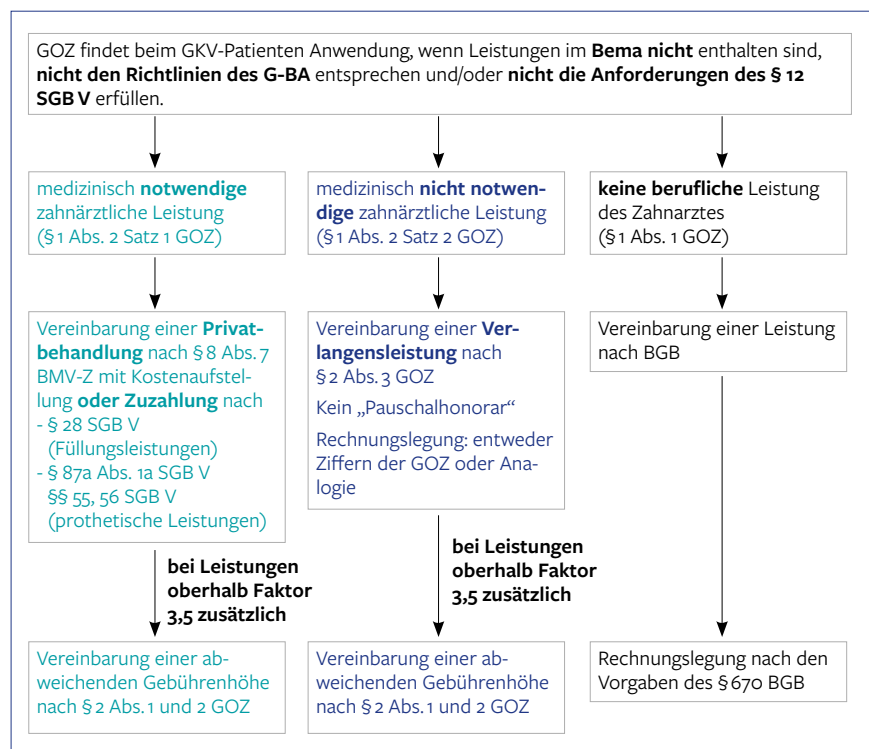 GOZ findet beim GKV-Patienten Anwendung, wenn Leistungen im Bema nicht enthalten sind,
nicht den Richtlinien des G-BA entsprechen und/oder nicht die Anforderungen des § 12
SGB V erfüllen.
medizinisch notwendige
zahnärztliche Leistung
(§ 1 Abs. 2 Satz 1 GOZ)
medizinisch nicht notwen-
dige zahnärztliche Leistung
(§ 1 Abs. 2 Satz 2 GOZ)
keine berufliche Leistung
des Zahnarztes
(§ 1 Abs. 1 GOZ)
Vereinbarung einer Privat-
behandlung nach § 8 Abs. 7
BMV-Z mit Kostenaufstel-
lung oder Zuzahlung nach
- § 28 SGB V
(Füllungsleistungen)
- § 87a Abs. 1a SGB V
§§ 55, 56 SGB V
(prothetische Leistungen)
Vereinbarung einer Ver-
langensleistung nach
§ 2 Abs. 3 GOZ
Kein „Pauschalhonorar“
Rechnungslegung: entweder
Ziffern der GOZ oder Ana-
logie
Vereinbarung einer Leistung
nach BGB
bei Leistungen
oberhalb Faktor
3,5 zusätzlich
bei Leistungen
oberhalb Faktor
3,5 zusätzlich
Vereinbarung einer ab-
weichenden Gebührenhöhe
nach § 2 Abs. 1 und 2 GOZ
Vereinbarung einer ab-
weichenden Gebührenhöhe
nach § 2 Abs. 1 und 2 GOZ
Rechnungslegung nach den
Vorgaben des § 670 BGB